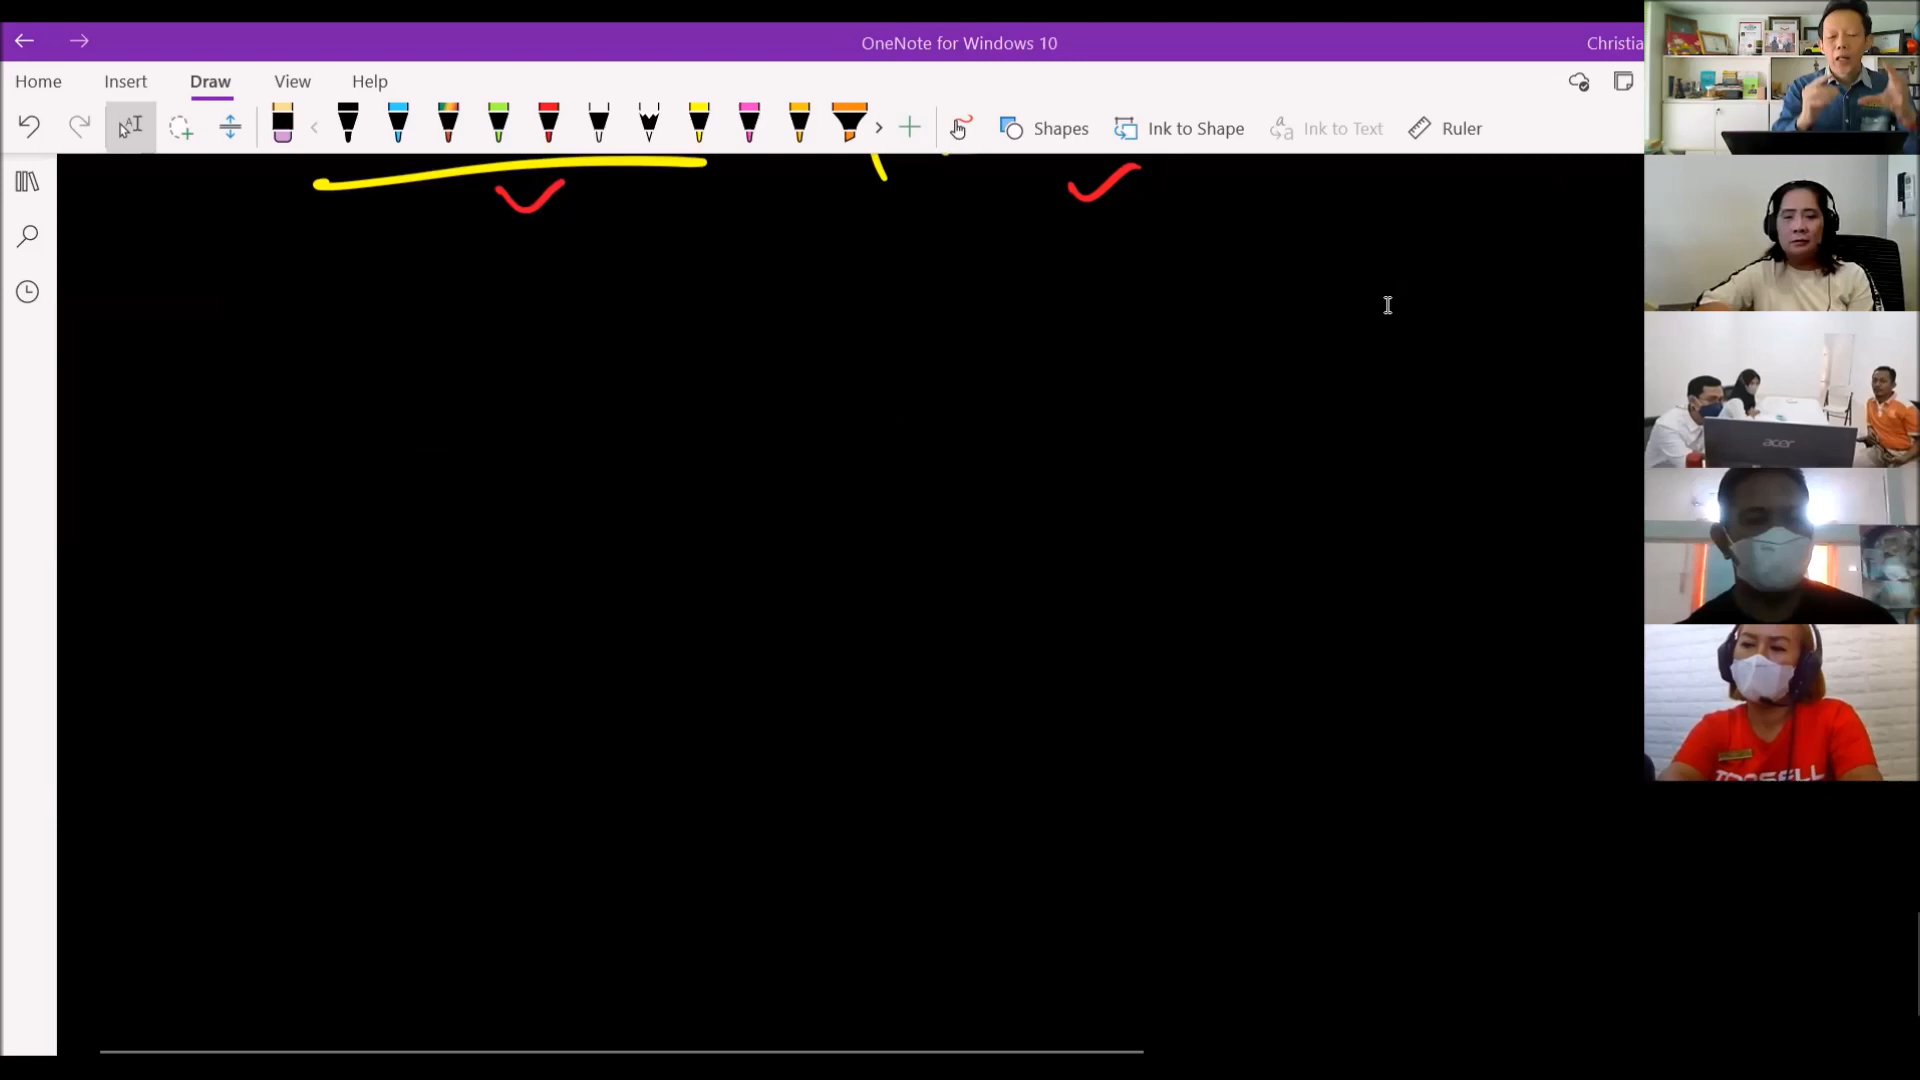 OneNote for Windows 10
Christia
Home
Insert
Draw
View
Help
Shapes
Ink to Shape
Ink to Text
Ruler
acer